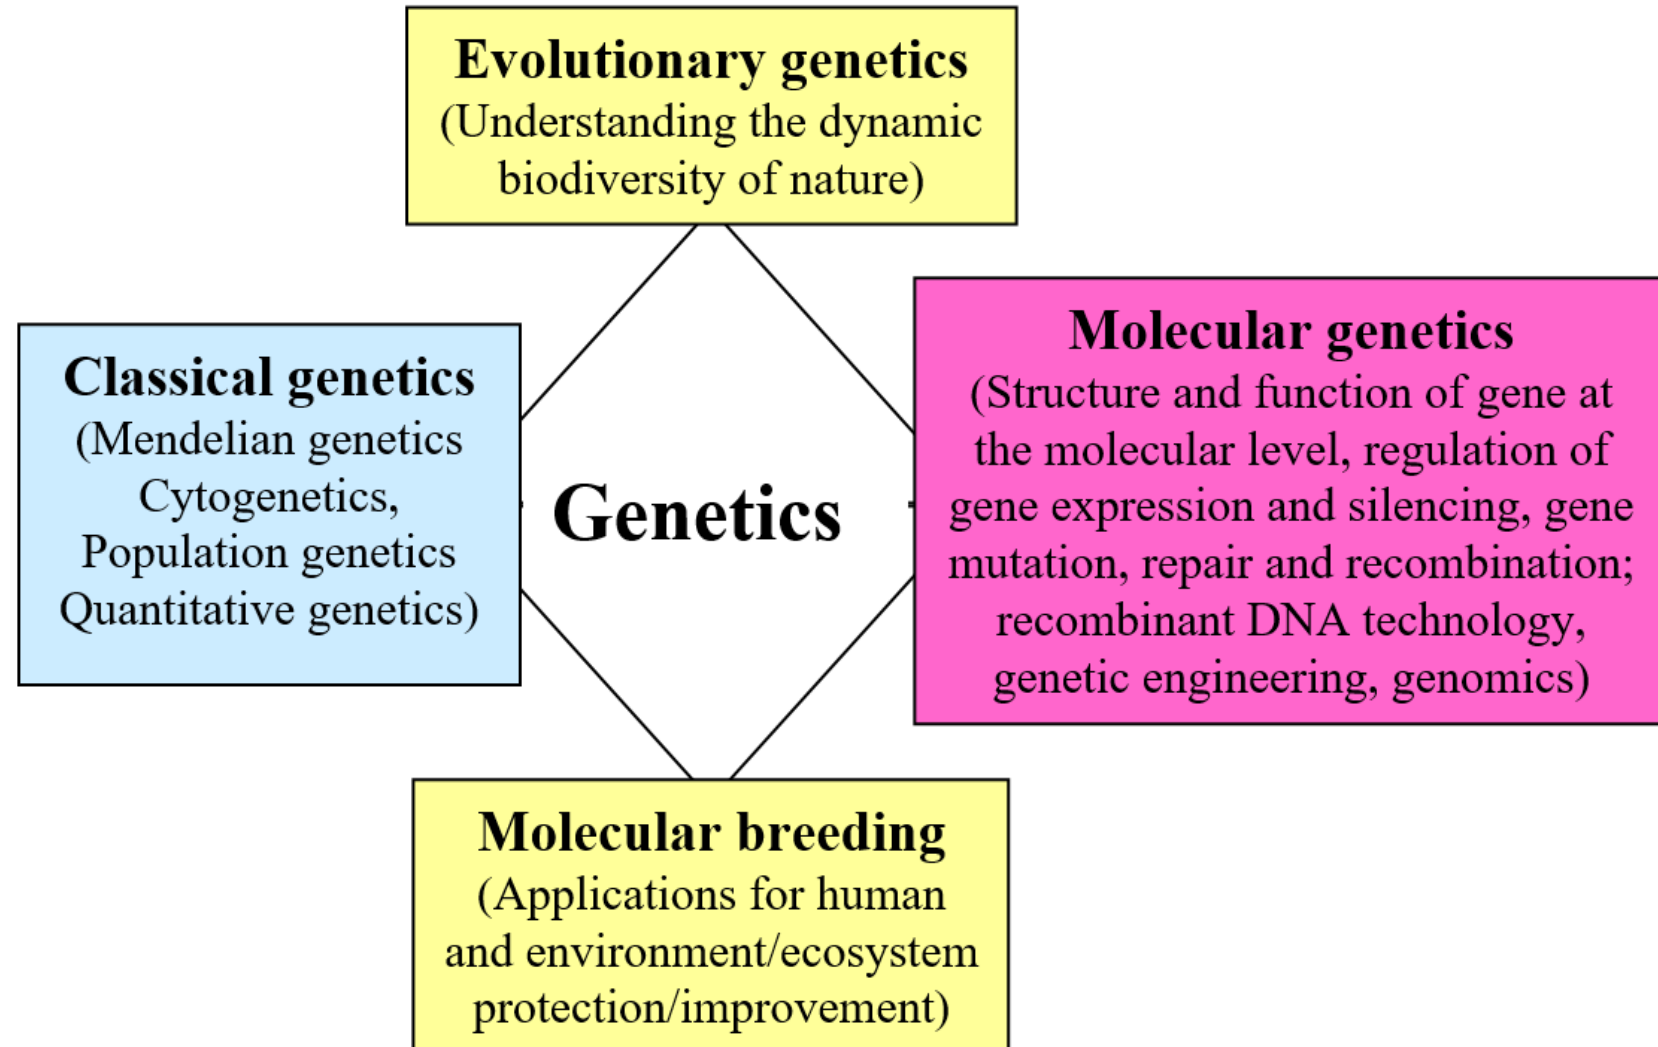 Evolutionary genetics
(Understanding the dynamic
biodiversity of nature)
Classical genetics
(Mendelian genetics
Cytogenetics,
Population genetics
Quantitative genetics)
Genetics
Molecular genetics
(Structure and function of gene at
the molecular level, regulation of
gene expression and silencing, gene
mutation, repair and recombination;
recombinant DNA technology,
genetic engineering, genomics)
Molecular breeding
(Applications for human
and environment/ecosystem
protection/improvement)